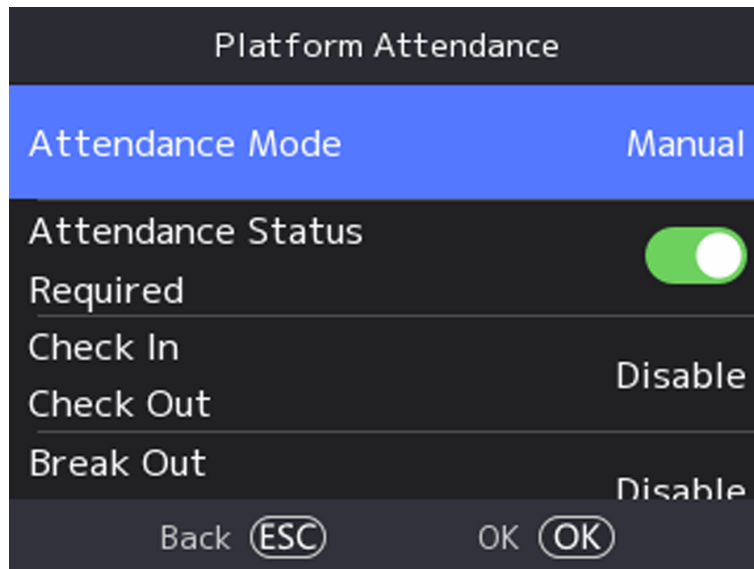 Platform Attendance
Attendance Mode Manual
Attendance Status
Required
Check In
Check Out
Disable
Break Out
Disable
Back ESC OK OK